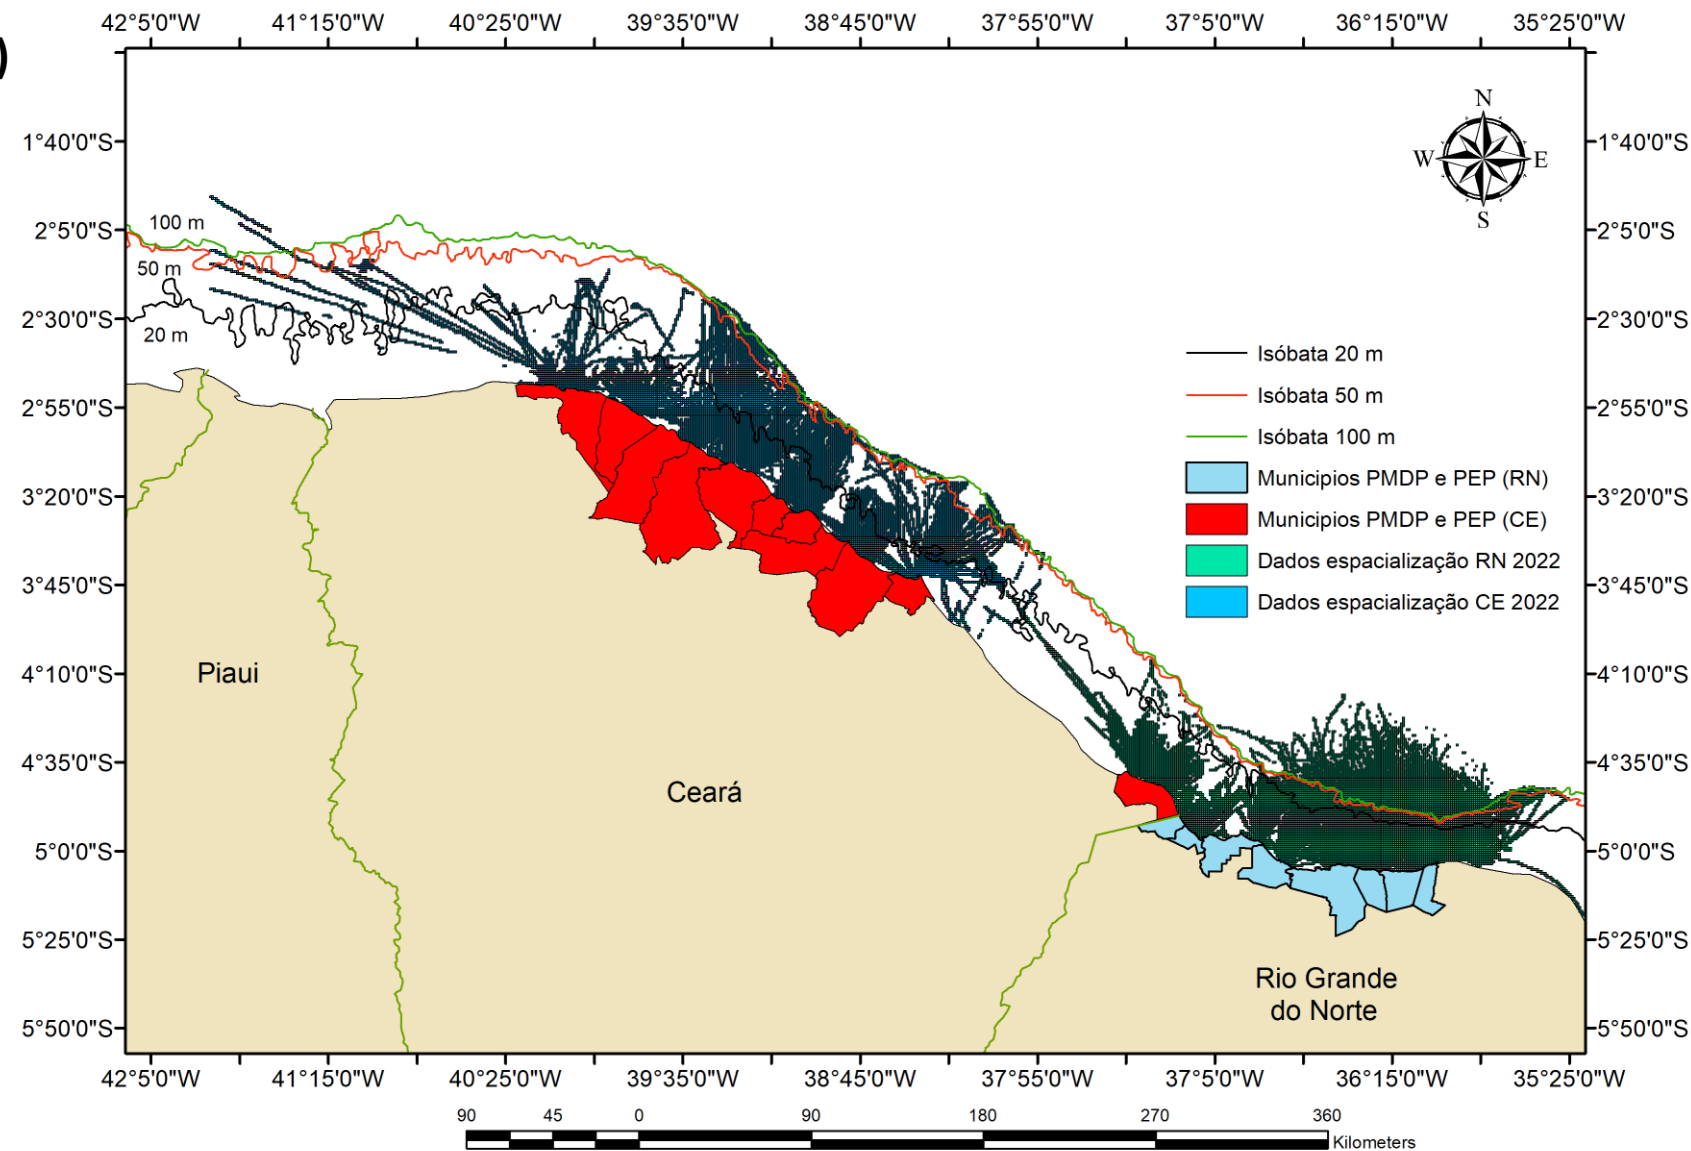 42°5'0"W 41°15'0"W 40°25'0"W 39°35'0"W 38°45'0"W 37°55'0"W 37°5'0"W 36°15'0"W 35°25'0"W
)
N
W E
S
1°40'0"S 1°40'0"S
2°5'0"S 2°5'0"S
2°30'0"S 2°30'0"S
2°55'0"S 2°55'0"S
3°20'0"S 3°20'0"S
3°45'0"S 3°45'0"S
4°10'0"S 4°10'0"S
4°35'0"S 4°35'0"S
5°0'0"S 5°0'0"S
5°25'0"S 5°25'0"S
5°50'0"S 5°50'0"S
100 m
50 m
20 m
Isóbata 20 m
Isóbata 50 m
Isóbata 100 m
Municipios PMDP e PEP (RN)
Municipios PMDP e PEP (CE)
Dados espacialização RN 2022
Dados espacialização CE 2022
Piaui
Ceará
Rio Grande
do Norte
42°5'0"W 41°15'0"W 40°25'0"W 39°35'0"W 38°45'0"W 37°55'0"W 37°5'0"W 36°15'0"W 35°25'0"W
90 45 0 90 180 270 360
Kilometers